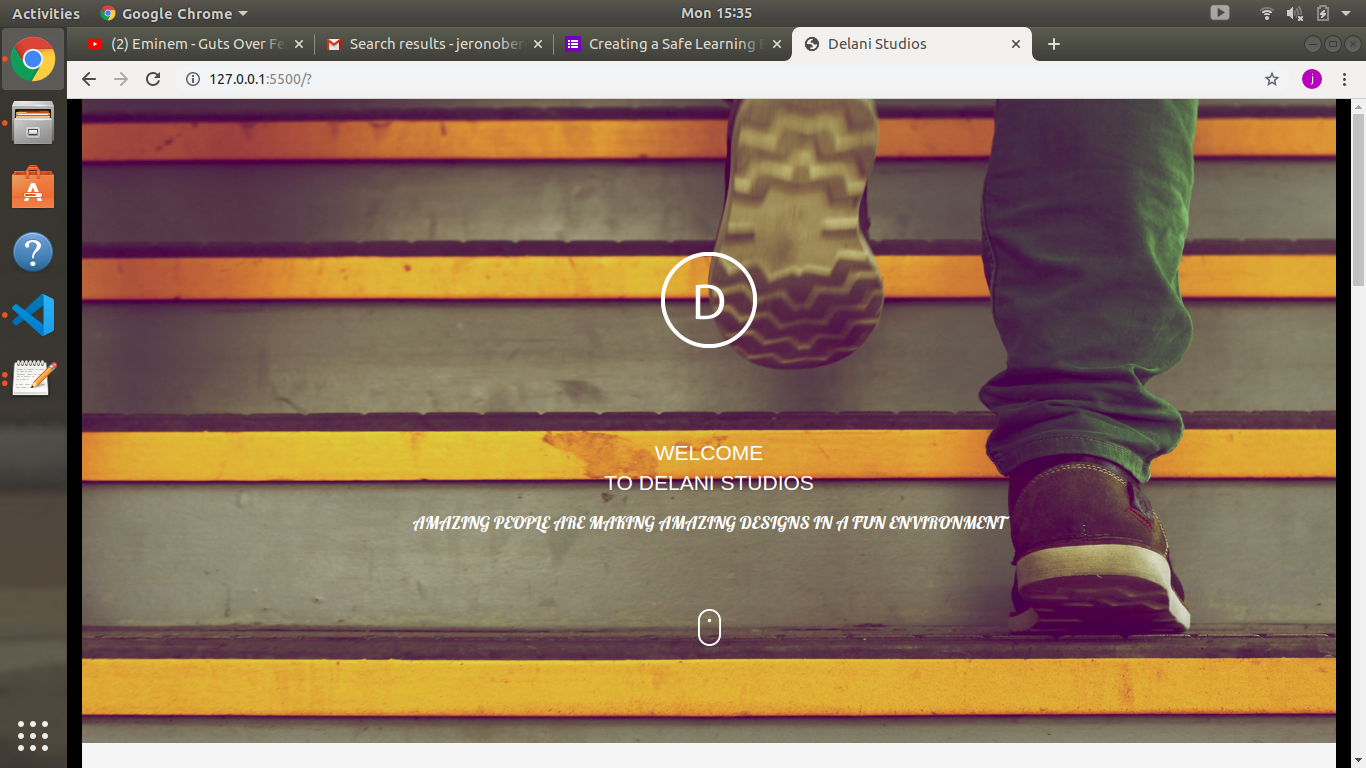 Activities
Google Chrome
Mon 15:35
(2) Eminem - Guts Over Fe
Search results - jeronober
Creating a Safe Learning E
Delani Studios
127.0.0.1:5500/?
j
D
WELCOME
TO DELANI STUDIOS
AMAZING PEOPLE ARE MAKING AMAZING DESIGNS IN A FUN ENVIRONMENT